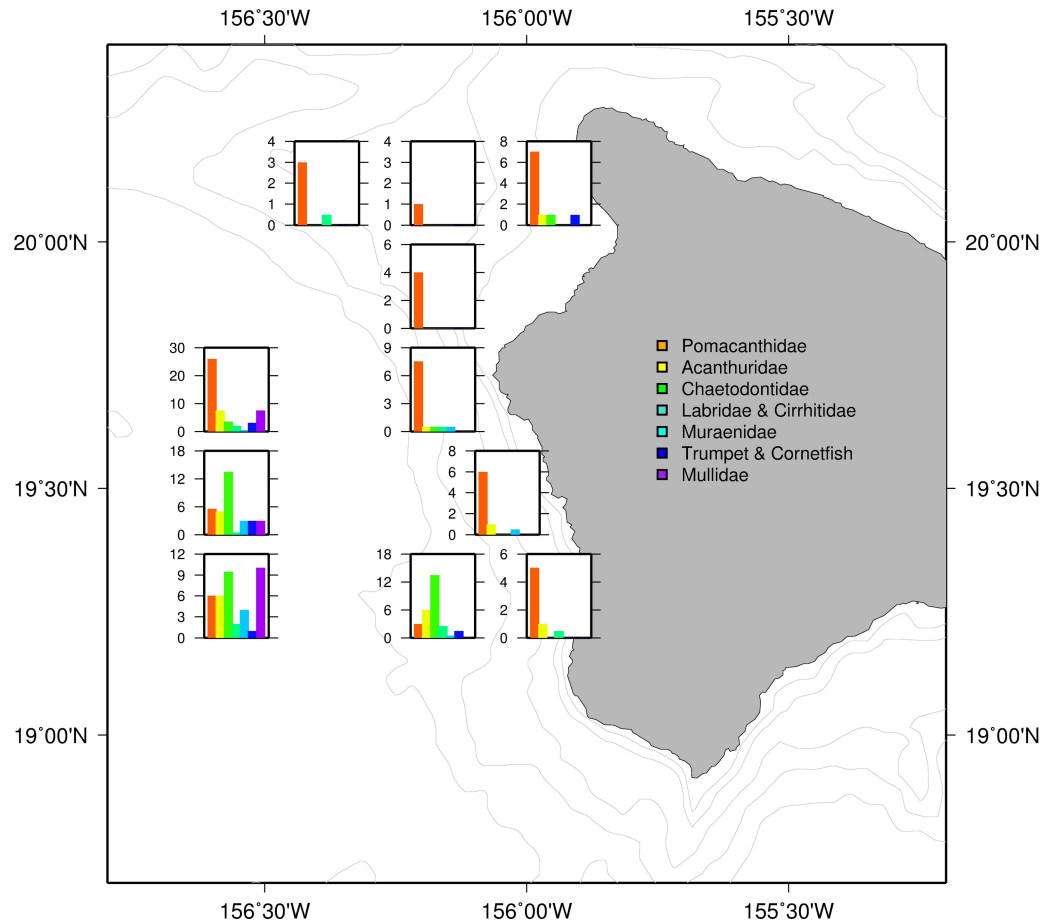 156˚30'W 156˚00'W 155˚30'W
4 4 8
3 3 6
2 2 4
1 1 2
0 0 0
20˚00'N 20˚00'N
6
4
2
0
30 9
20 6
10 3
0 0
Pomacanthidae
Acanthuridae
Chaetodontidae
Labridae & Cirrhitidae
Muraenidae
Trumpet & Cornetfish
Mullidae
18 8
12 6
6 4
0 2
0
19˚30'N 19˚30'N
12 18 6
9 12 4
6 6 2
3 0 0
0
19˚00'N 19˚00'N
156˚30'W 156˚00'W 155˚30'W